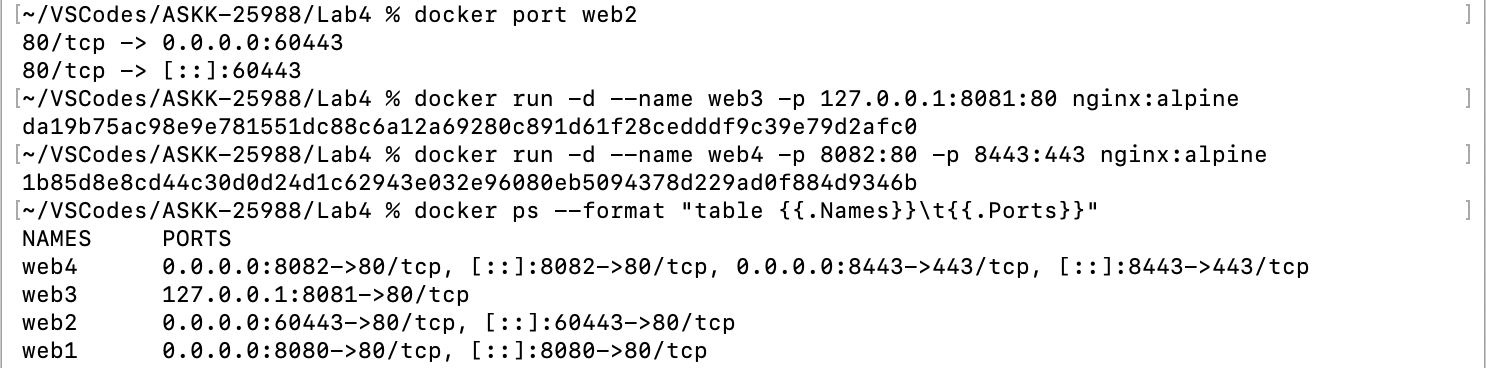 [~/VSCodes/ASKK-25988/Lab4 % docker port web2 ]
80/tcp -> 0.0.0.0:60443
80/tcp -> [::]:60443
[~/VSCodes/ASKK-25988/Lab4 % docker run -d --name web3 -p 127.0.0.1:8081:80 nginx:alpine ]
da19b75ac98e9e781551dc88c6a12a69280c891d61f28cedddf9c39e79d2afc0
[~/VSCodes/ASKK-25988/Lab4 % docker run -d --name web4 -p 8082:80 -p 8443:443 nginx:alpine ]
1b85d8e8cd44c30d0d24d1c62943e032e96080eb5094378d229ad0f884d9346b
[~/VSCodes/ASKK-25988/Lab4 % docker ps --format "table {{.Names}}\t{{.Ports}}" ]
NAMES PORTS
web4 0.0.0.0:8082->80/tcp, [::]:8082->80/tcp, 0.0.0.0:8443->443/tcp, [::]:8443->443/tcp
web3 127.0.0.1:8081->80/tcp
web2 0.0.0.0:60443->80/tcp, [::]:60443->80/tcp
web1 0.0.0.0:8080->80/tcp, [::]:8080->80/tcp